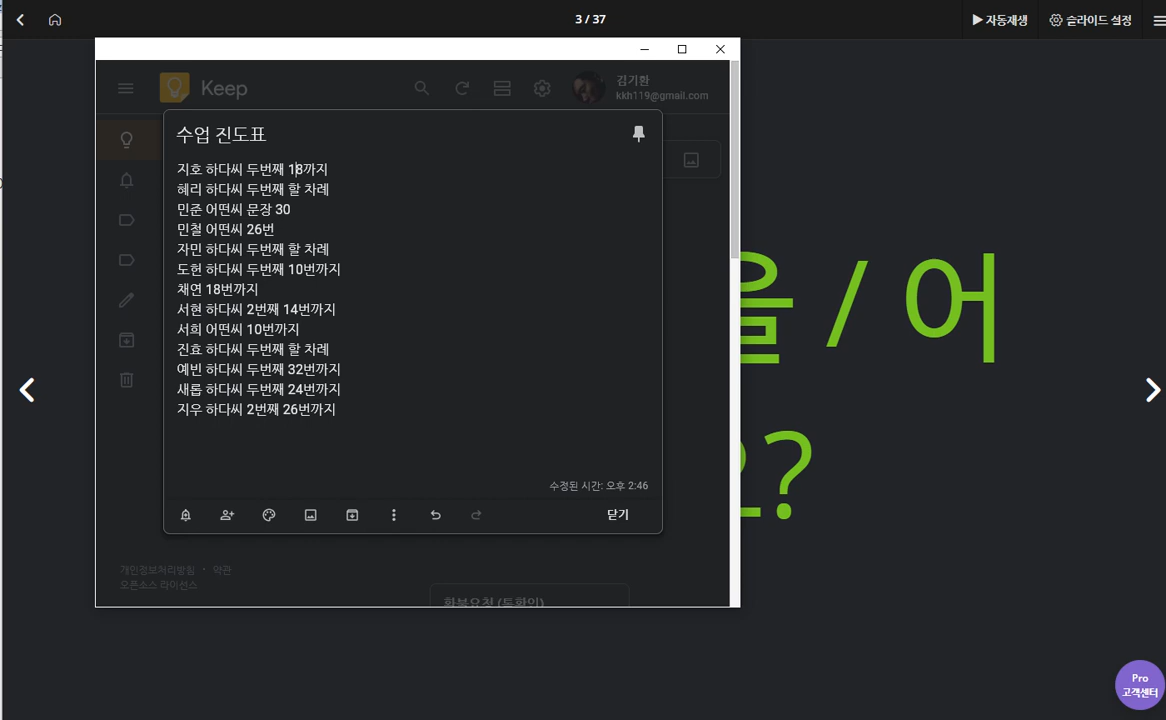 3 / 37
▶ 자동재생
슬라이드 설정
Keep
김기환
kkh119@gmail.com
수업 진도표
지호 하다씨 두번째 18까지
혜리 하다씨 두번째 할 차례
민준 어떤씨 문장 30
민철 어떤씨 26번
자민 하다씨 두번째 할 차례
도헌 하다씨 두번째 10번까지
채연 18번까지
서현 하다씨 2번째 14번까지
서희 어떤씨 10번까지
진효 하다씨 두번째 할 차례
예빈 하다씨 두번째 32번까지
새롭 하다씨 두번째 24번까지
지우 하다씨 2번째 26번까지
수정된 시간: 오후 2:46
닫기
개인정보처리방침 · 약관
오픈소스 라이선스
을 / 어
?
Pro
고객센터